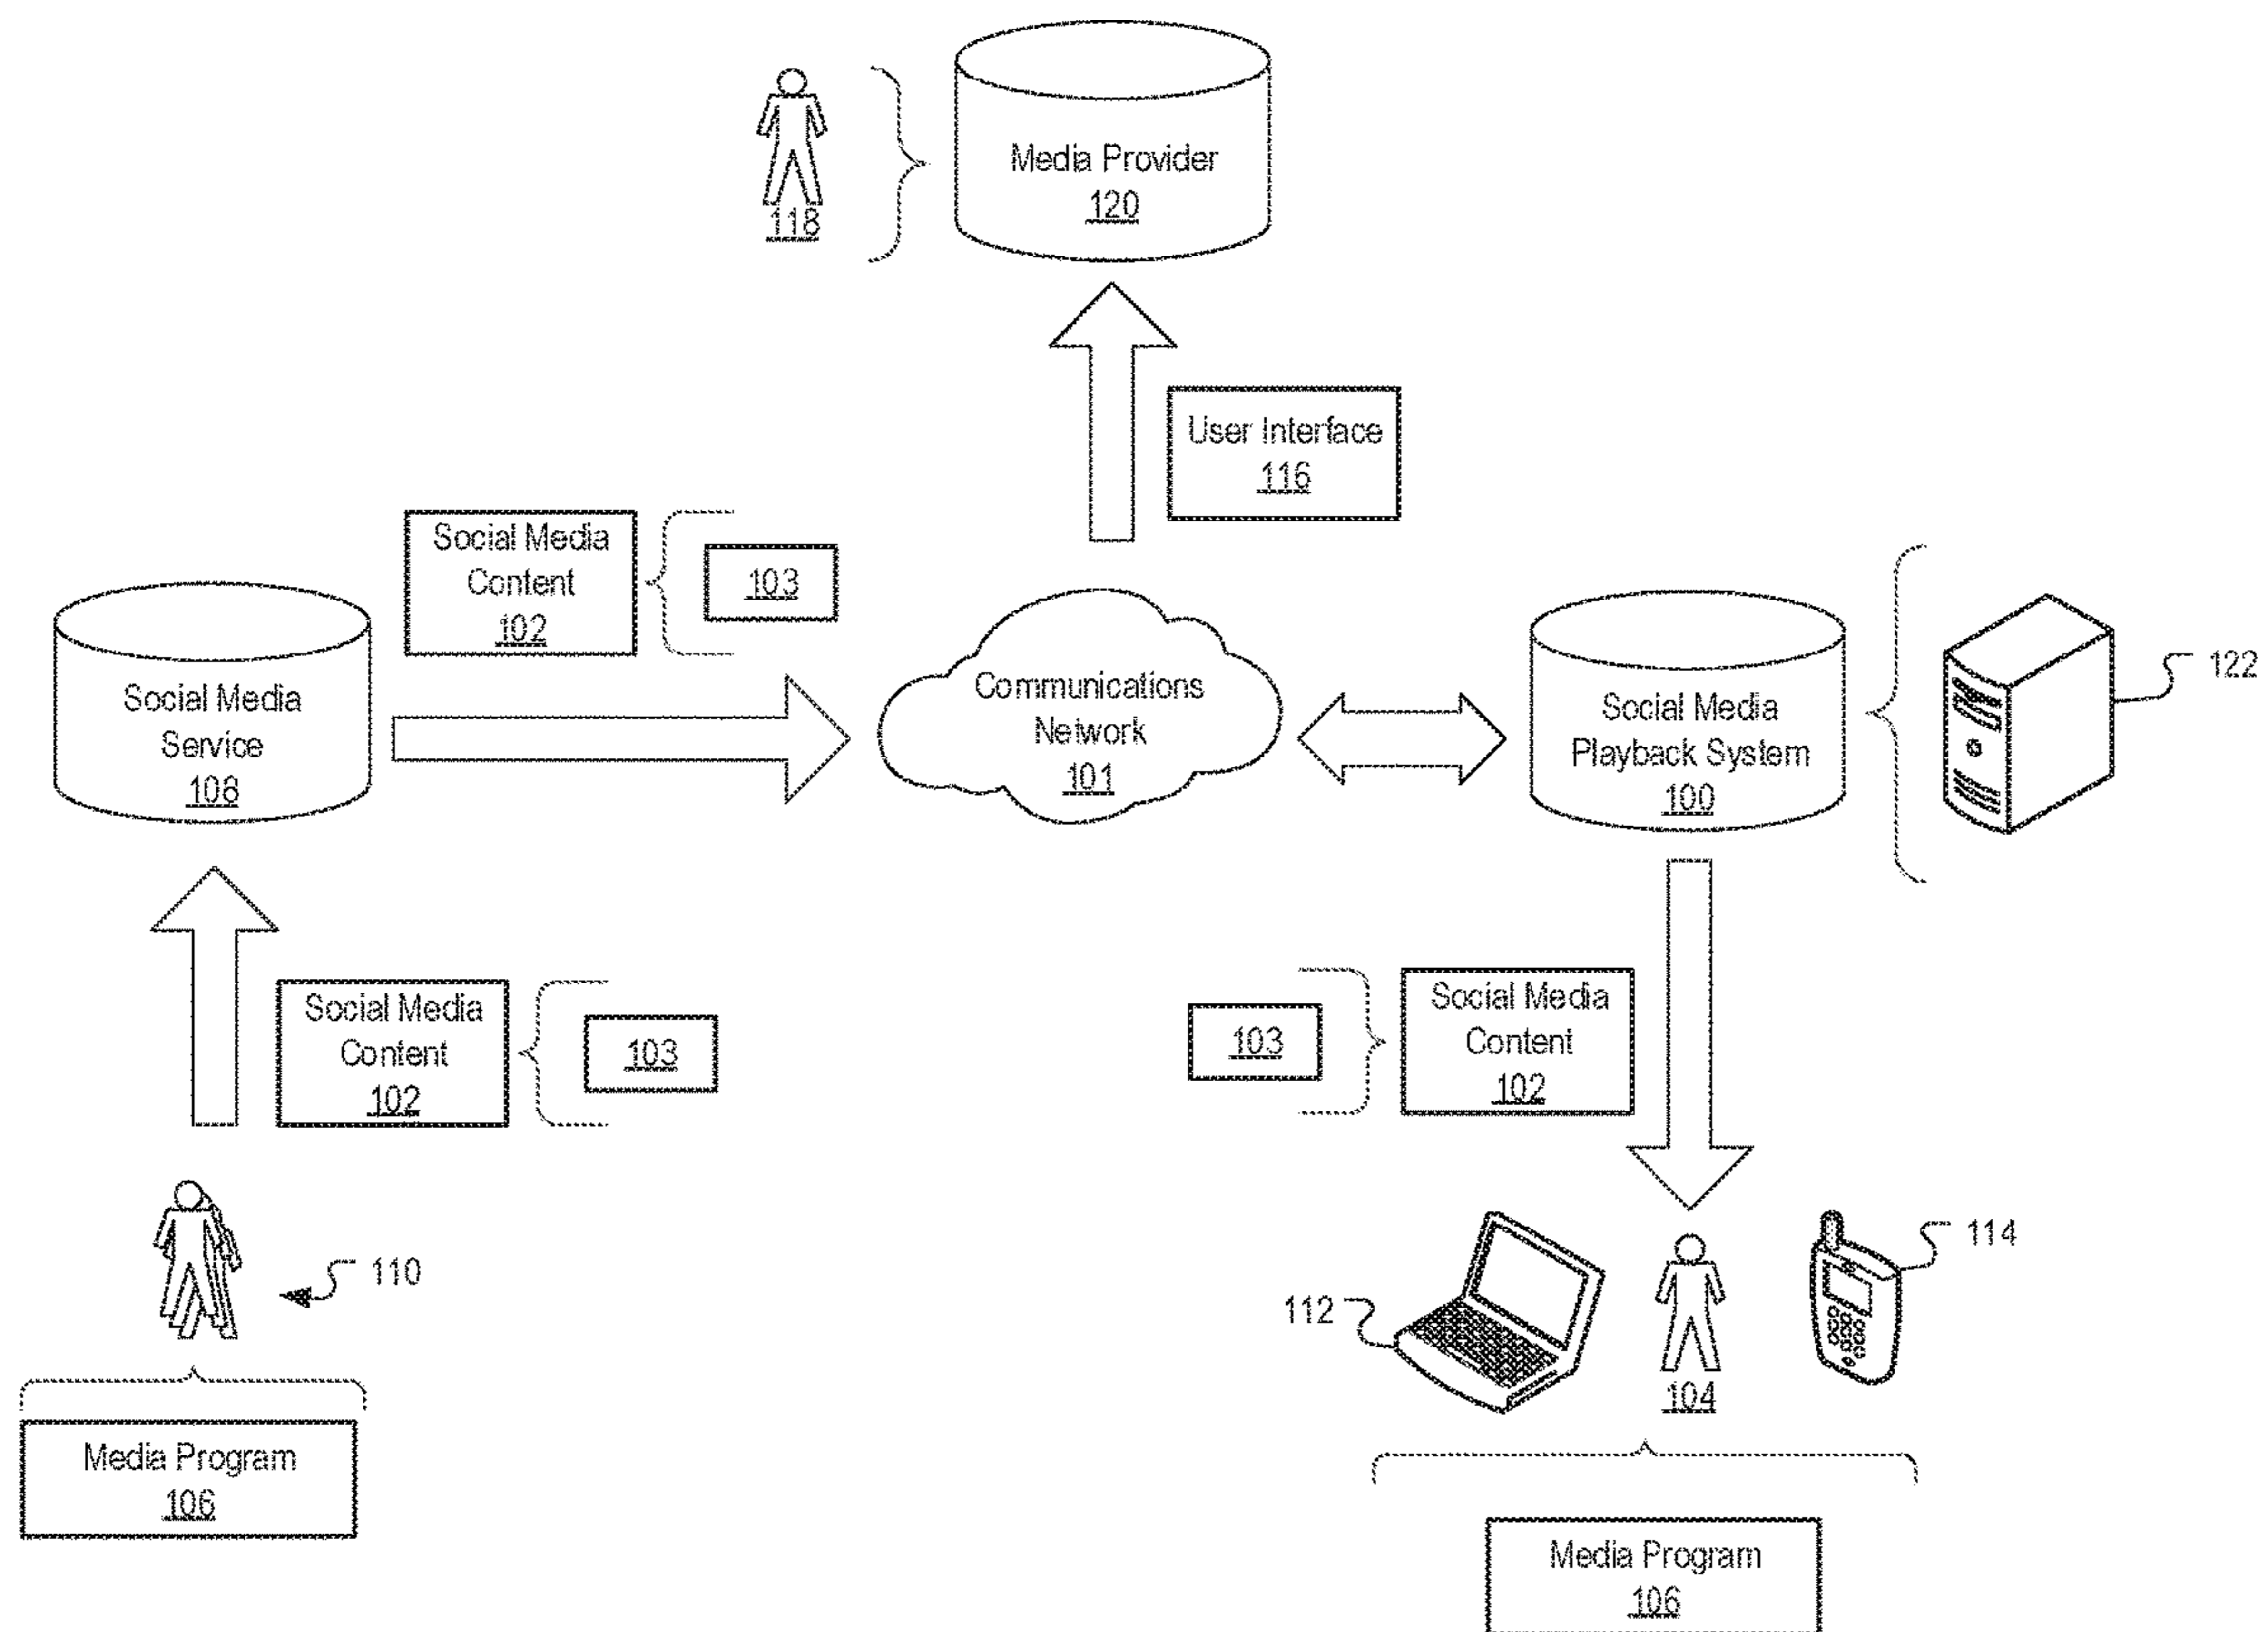 118
Media Provider
120
User Interface
116
Social Media
Content
102
103
Social Media
Service
108
Communications
Network
101
Social Media
Playback System
100
122
Social Media
Content
102
103
103
Social Media
Content
102
110
112
104
114
Media Program
106
Media Program
106